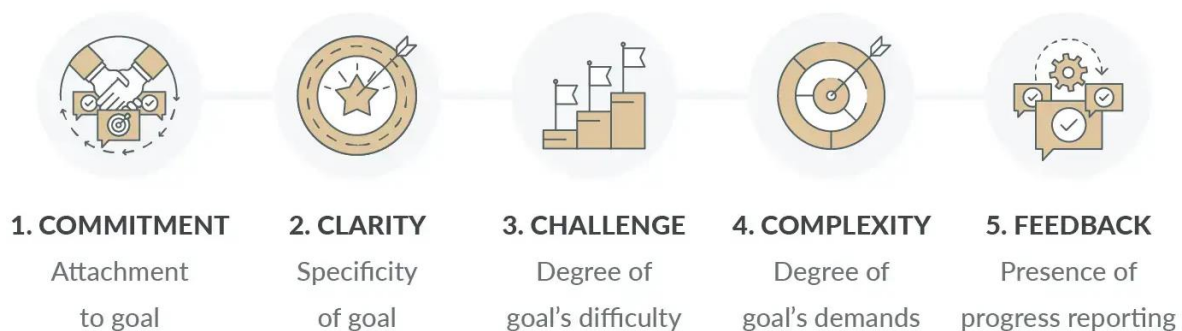 1. COMMITMENT
Attachment
to goal
2. CLARITY
Specificity
of goal
3. CHALLENGE
Degree of
goal's difficulty
4. COMPLEXITY
Degree of
goal's demands
5. FEEDBACK
Presence of
progress reporting